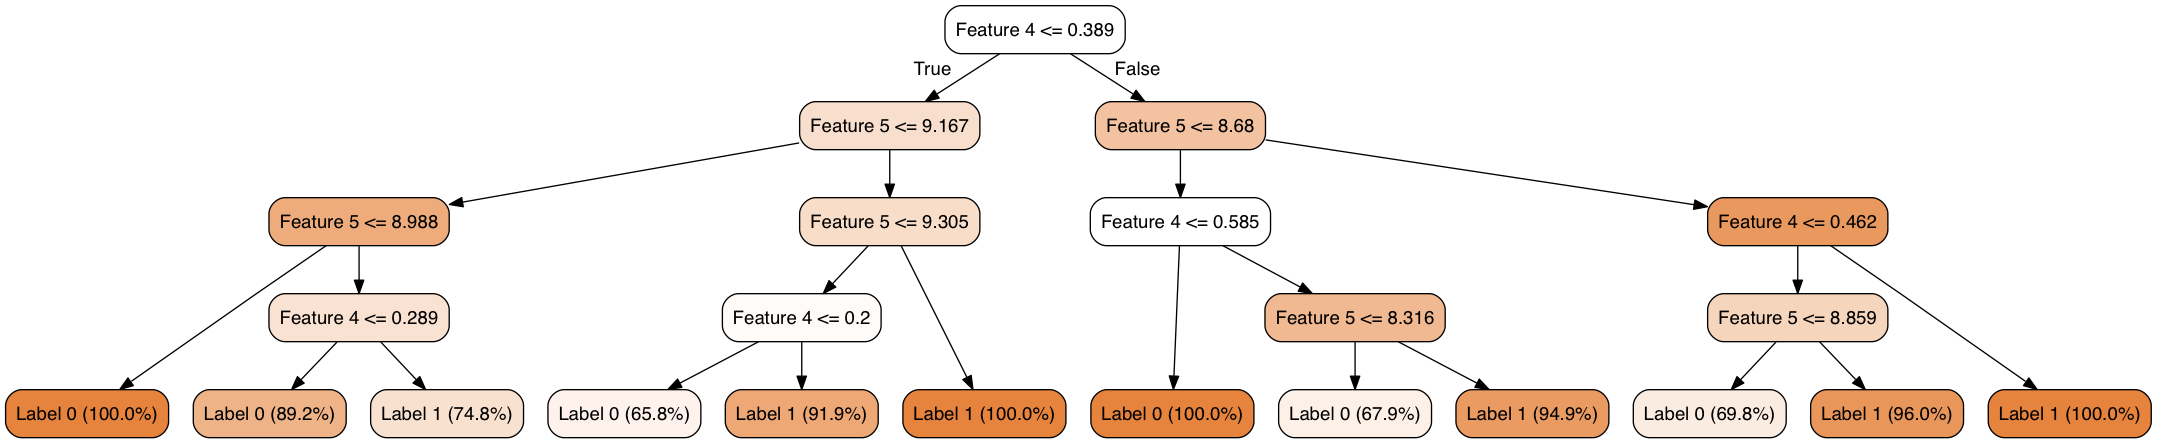 Feature 4 <= 0.389
True
False
Feature 5 <= 9.167
Feature 5 <= 8.68
Feature 5 <= 8.988
Feature 5 <= 9.305
Feature 4 <= 0.585
Feature 4 <= 0.462
Feature 4 <= 0.289
Feature 4 <= 0.2
Feature 5 <= 8.316
Feature 5 <= 8.859
Label 0 (100.0%)
Label 0 (89.2%)
Label 1 (74.8%)
Label 0 (65.8%)
Label 1 (91.9%)
Label 1 (100.0%)
Label 0 (100.0%)
Label 0 (67.9%)
Label 1 (94.9%)
Label 0 (69.8%)
Label 1 (96.0%)
Label 1 (100.0%)